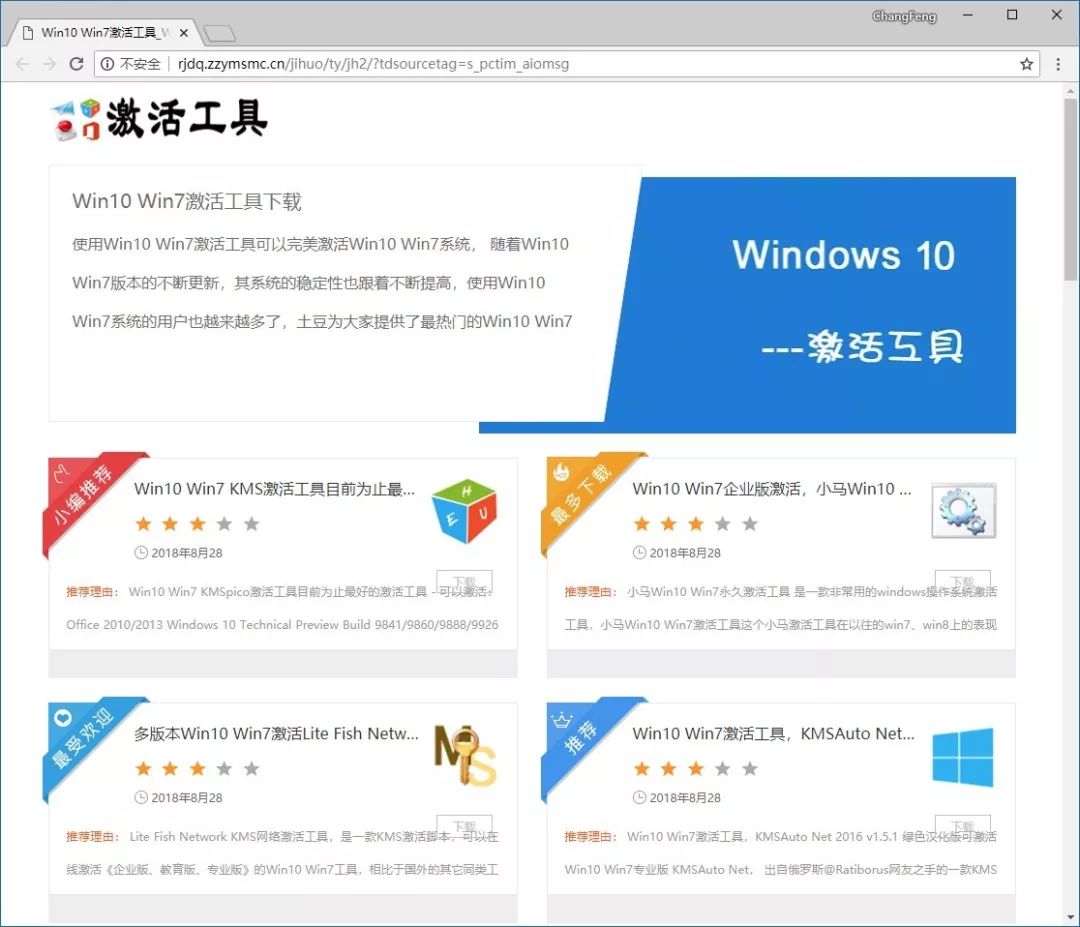 ChangFeng
Win10 Win7激活工具_W
不安全 rjdq.zzymsmc.cn/jihuo/ty/jh2/?tdsourcetag=s_pctim_aiomsg
激活工具
Win10 Win7激活工具下载
使用Win10 Win7激活工具可以完美激活Win10 Win7系统， 随着Win10
Win7版本的不断更新，其系统的稳定性也跟着不断提高，使用Win10
Win7系统的用户也越来越多了，土豆为大家提供了最热门的Win10 Win7
Windows 10
---激活工具
小编推荐
Win10 Win7 KMS激活工具目前为止最...
HEU
2018年8月28
下载
推荐理由： Win10 Win7 KMSpico激活工具目前为止最好的激活工具 - 可以激活：
Office 2010/2013 Windows 10 Technical Preview Build 9841/9860/9888/9926
最多下载
Win10 Win7企业版激活，小马Win10 ...
2018年8月28
下载
推荐理由： 小马Win10 Win7永久激活工具 是一款非常用的windows操作系统激活
工具，小马Win10 Win7激活工具这个小马激活工具在以往的win7、win8上的表现
最受欢迎
多版本Win10 Win7激活Lite Fish Netw...
MS
2018年8月28
下载
推荐理由： Lite Fish Network KMS网络激活工具，是一款KMS激活脚本，可以在
线激活《企业版、教育版、专业版》的Win10 Win7工具，相比于国外的其它同类工
推荐
Win10 Win7激活工具，KMSAuto Net...
2018年8月28
下载
推荐理由： Win10 Win7激活工具，KMSAuto Net 2016 v1.5.1 绿色汉化版可激活
Win10 Win7专业版 KMSAuto Net， 出自俄罗斯@Ratiborus网友之手的一款KMS